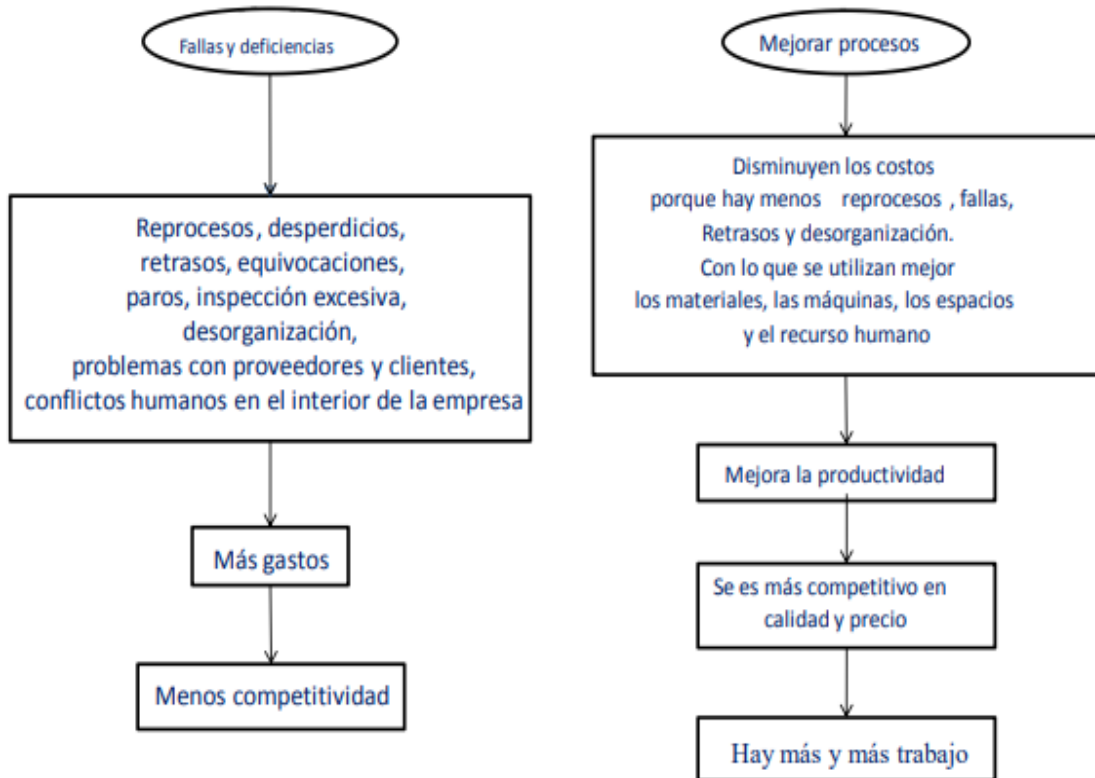 Fallas y deficiencias
Reprocesos, desperdicios,
retrasos, equivocaciones,
paros, inspección excesiva,
desorganización,
problemas con proveedores y clientes,
conflictos humanos en el interior de la empresa
Más gastos
Menos competitividad
Mejorar procesos
Disminuyen los costos
porque hay menos reprocesos , fallas,
Retrasos y desorganización.
Con lo que se utilizan mejor
los materiales, las máquinas, los espacios
y el recurso humano
Mejora la productividad
Se es más competitivo en
calidad y precio
Hay más y más trabajo